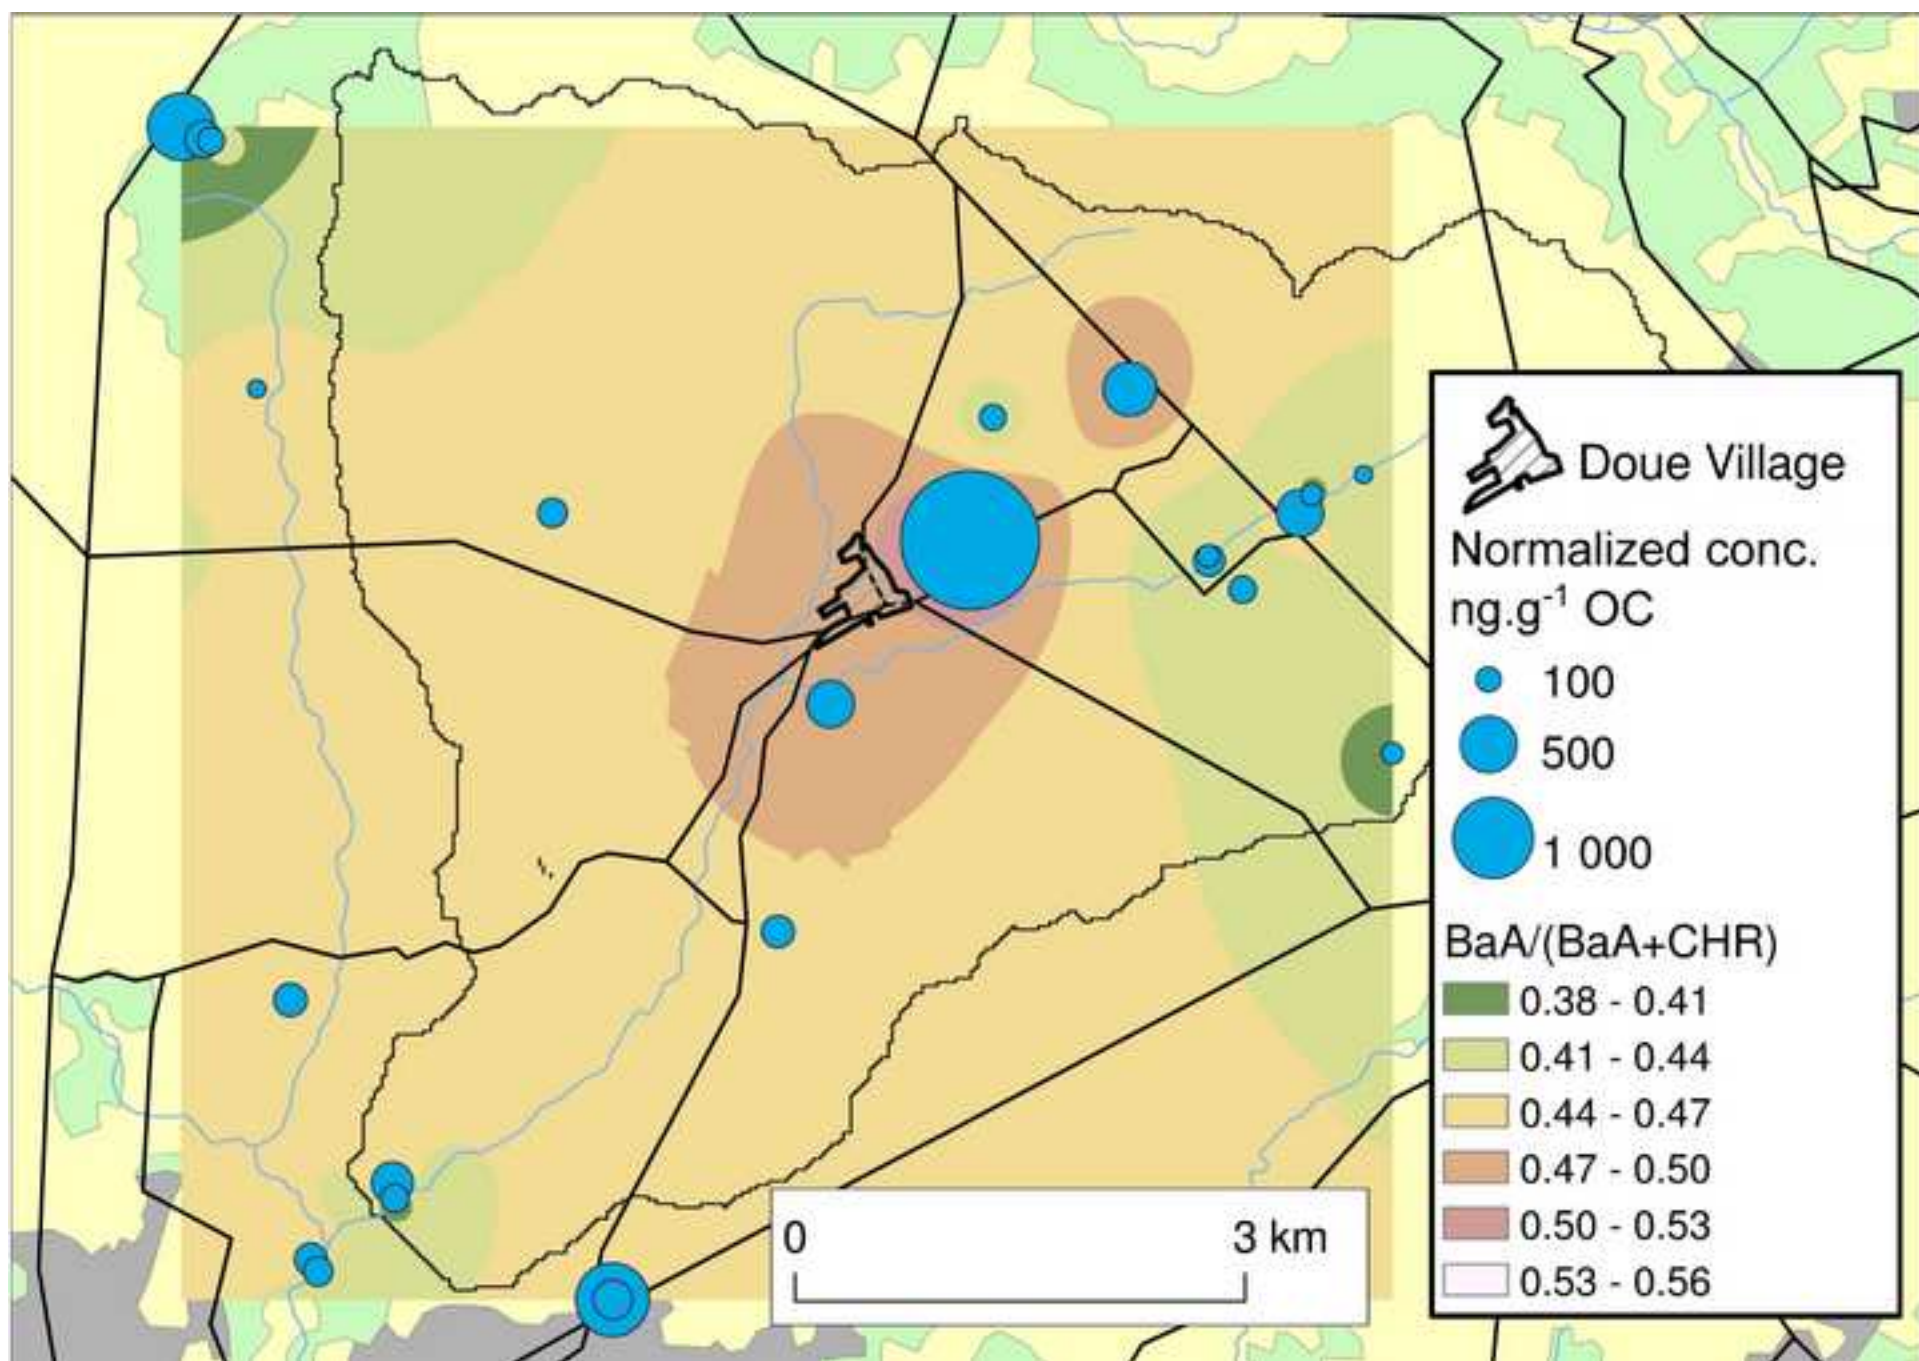 Doue Village
Normalized conc.
ng.g-1 OC
100
500
1 000
BaA/(BaA+CHR)
0.38 - 0.41
0.41 - 0.44
0.44 - 0.47
0.47 - 0.50
0.50 - 0.53
0.53 - 0.56
0 3 km